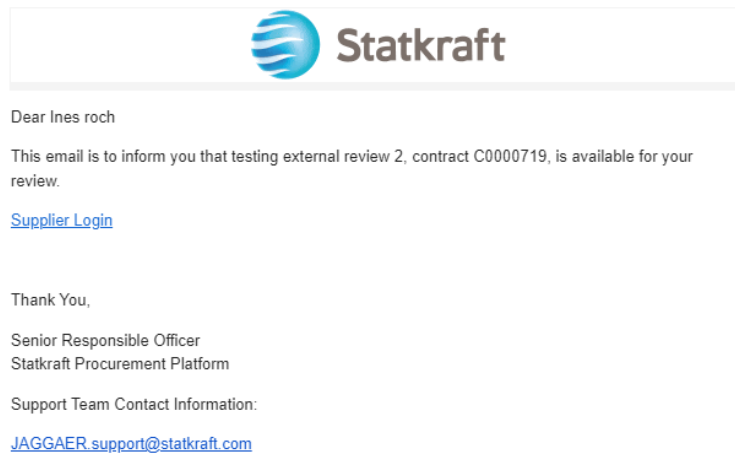 Statkraft
Dear Ines roch
This email is to inform you that testing external review 2, contract C0000719, is available for your
review.
Supplier Login
Thank You,
Senior Responsible Officer
Statkraft Procurement Platform
Support Team Contact Information:
JAGGAER.support@statkraft.com